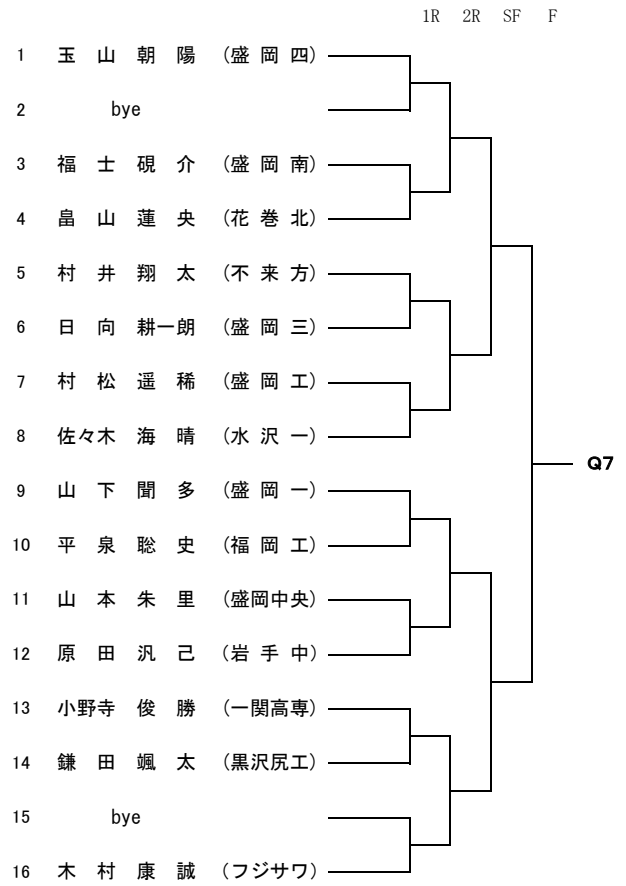 1R 2R SF F
1 玉 山 朝 陽 (盛 岡 四)
2 bye
3 福 士 硯 介 (盛 岡 南)
4 畠 山 蓮 央 (花 巻 北)
5 村 井 翔 太 (不 来 方)
6 日 向 耕一朗 (盛 岡 三)
7 村 松 遥 稀 (盛 岡 工)
8 佐々木 海 晴 (水 沢 一)
Q7
9 山 下 聞 多 (盛 岡 一)
10 平 泉 聡 史 (福 岡 工)
11 山 本 朱 里 (盛岡中央)
12 原 田 汎 己 (岩 手 中)
13 小野寺 俊 勝 (一関高専)
14 鎌 田 颯 太 (黒沢尻工)
15 bye
16 木 村 康 誠 (フジサワ)